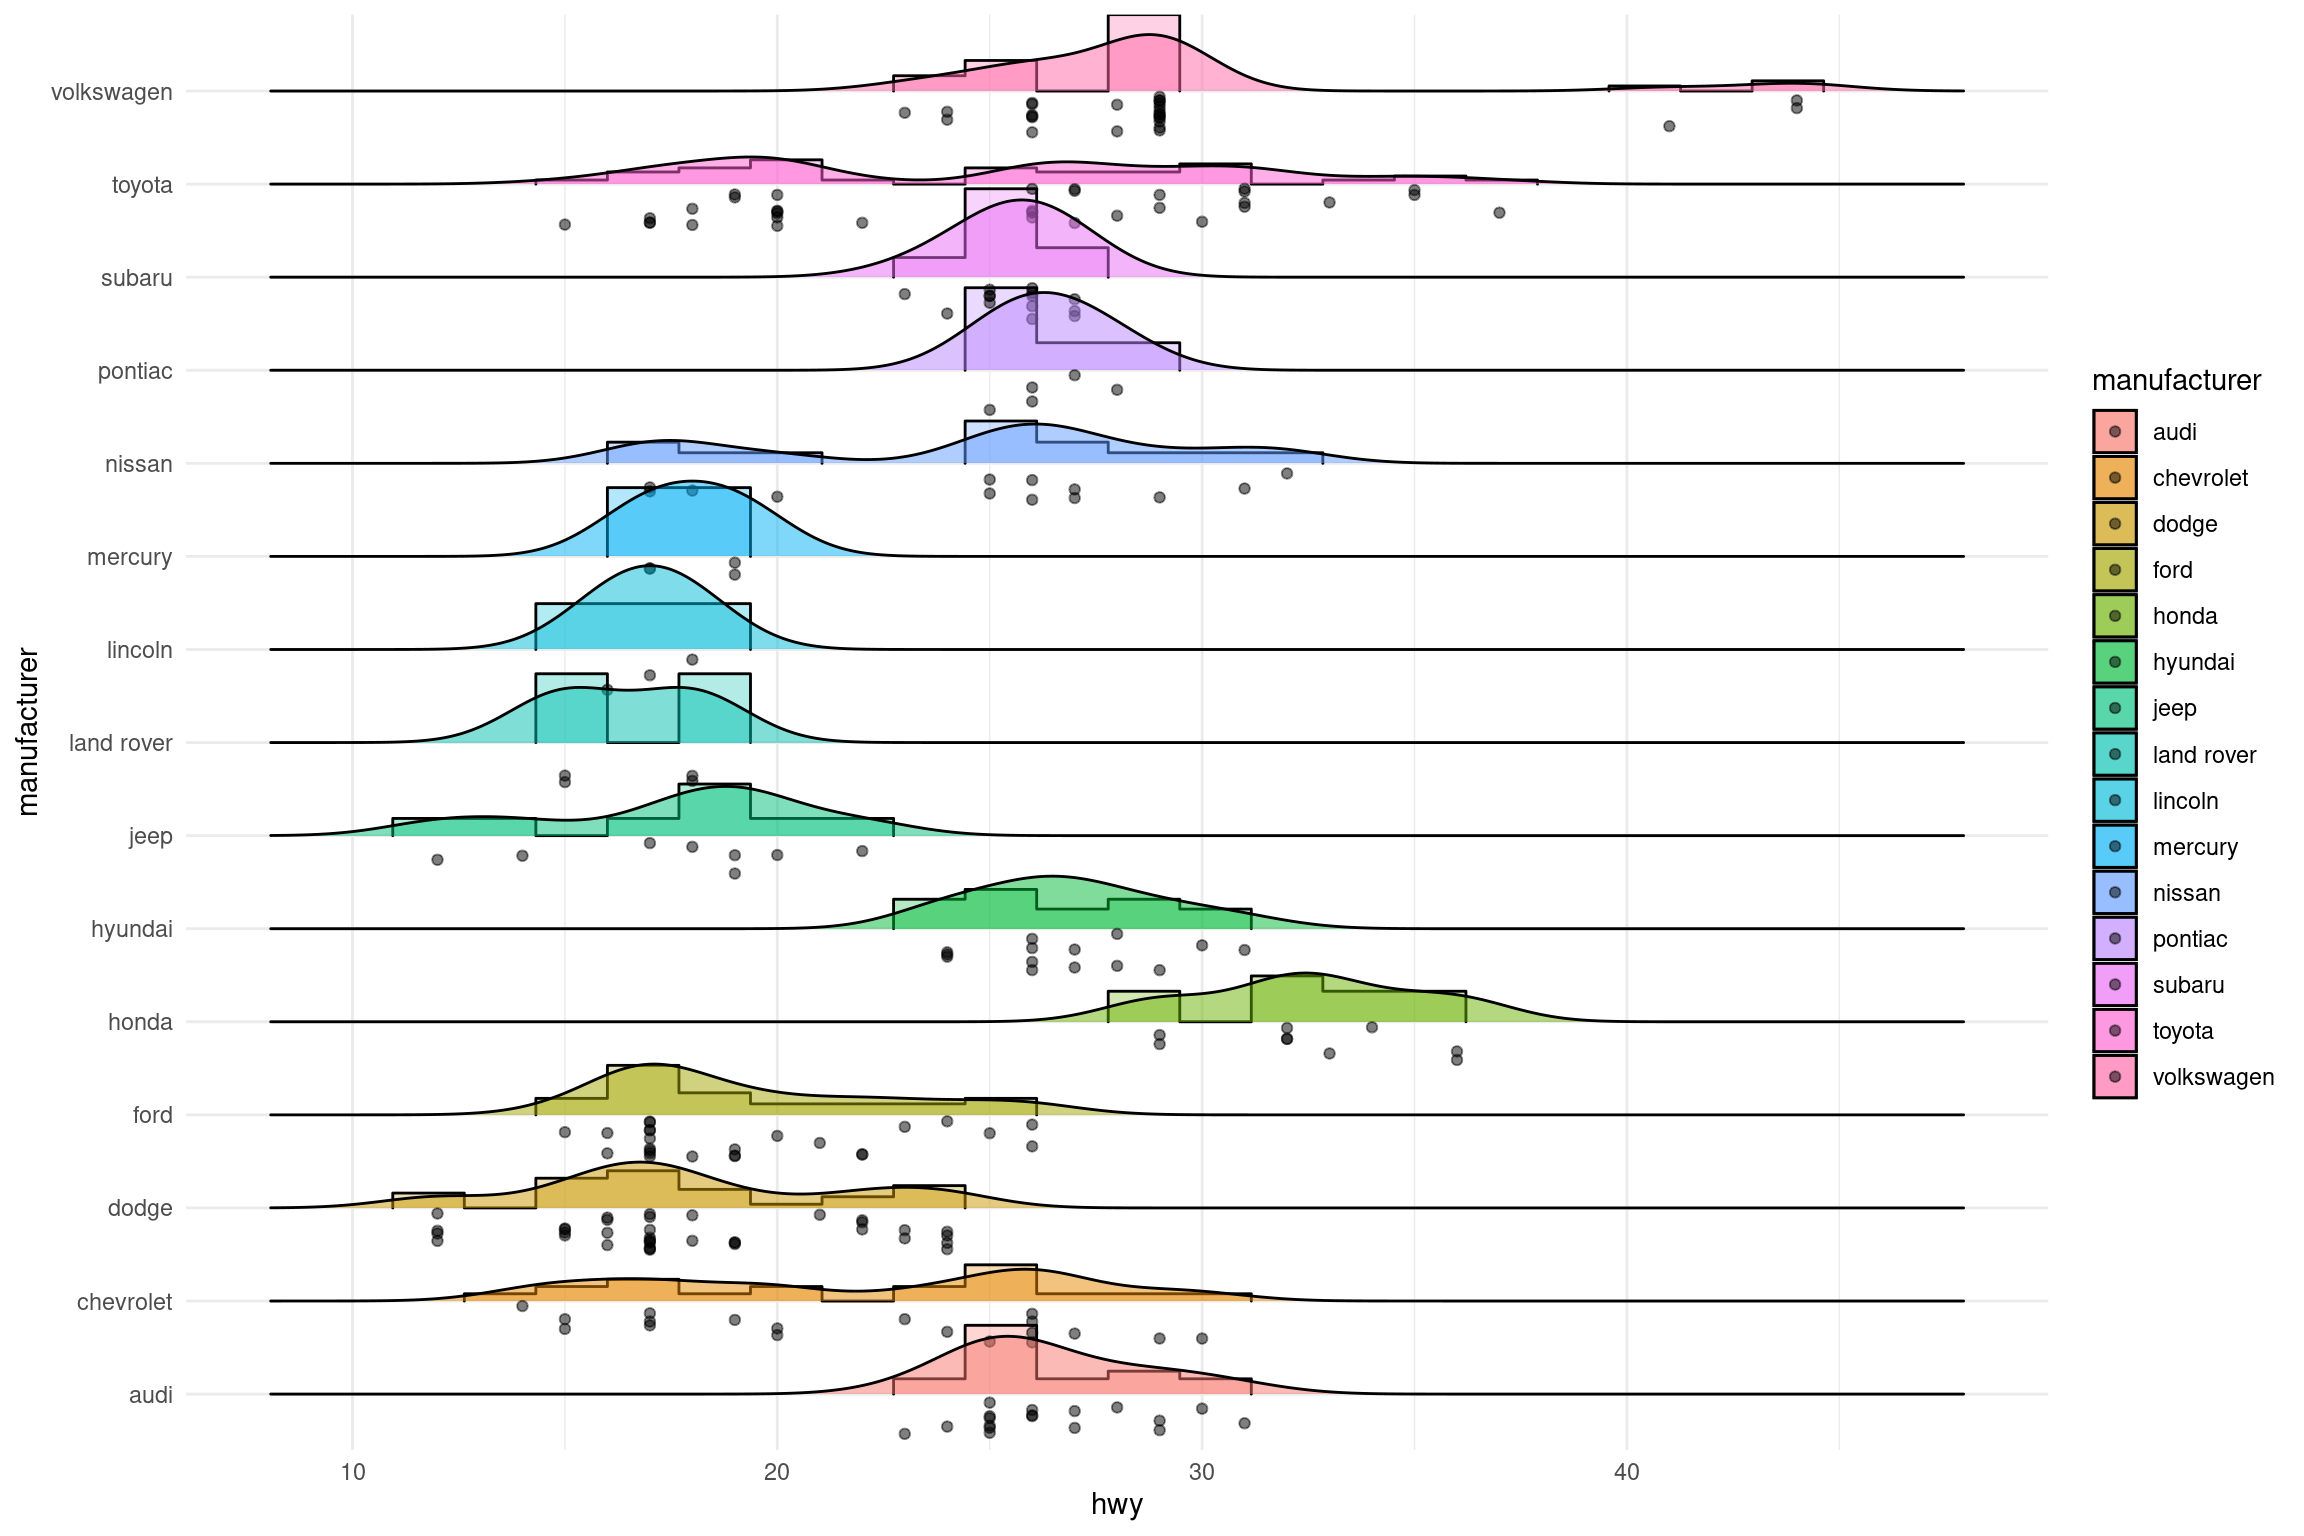 volkswagen
toyota
subaru
pontiac
nissan
mercury
lincoln
land rover
jeep
hyundai
honda
ford
dodge
chevrolet
audi
manufacturer
10 20 30 40
hwy
manufacturer
audi
chevrolet
dodge
ford
honda
hyundai
jeep
land rover
lincoln
mercury
nissan
pontiac
subaru
toyota
volkswagen